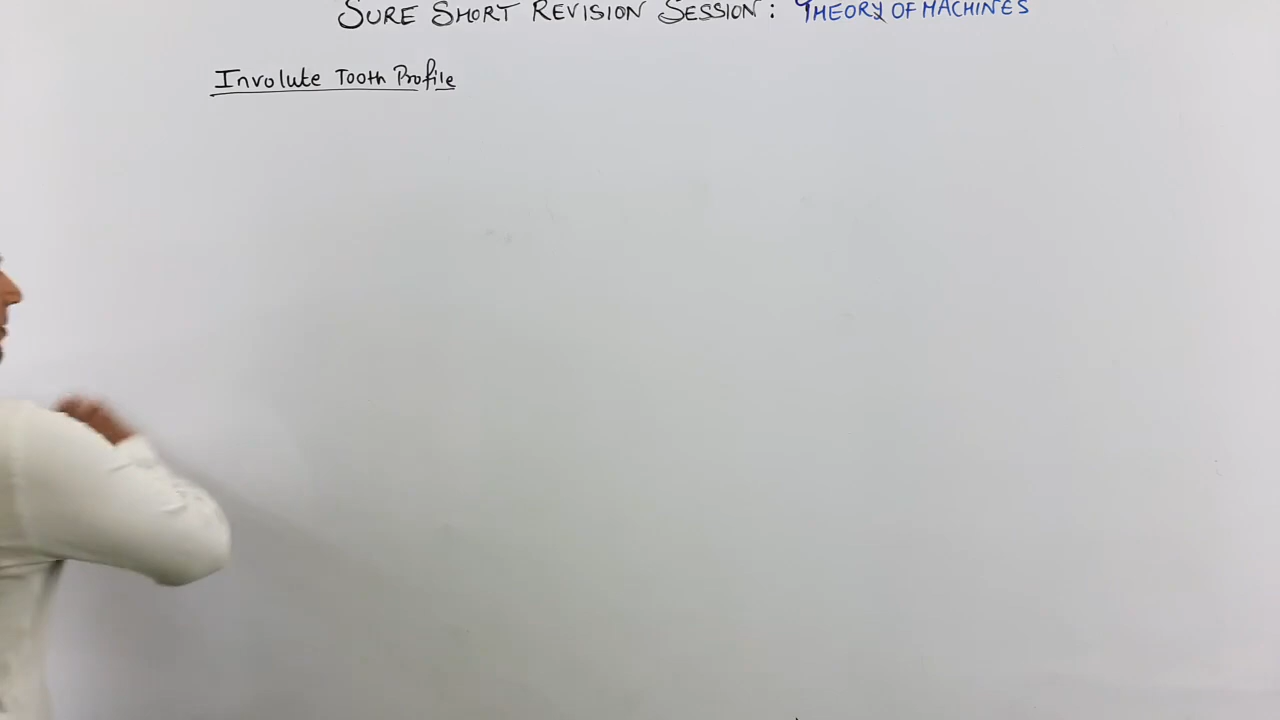 SURE SHORT REVISION SESSION: THEORY OF MACHINES
Involute Tooth Profile